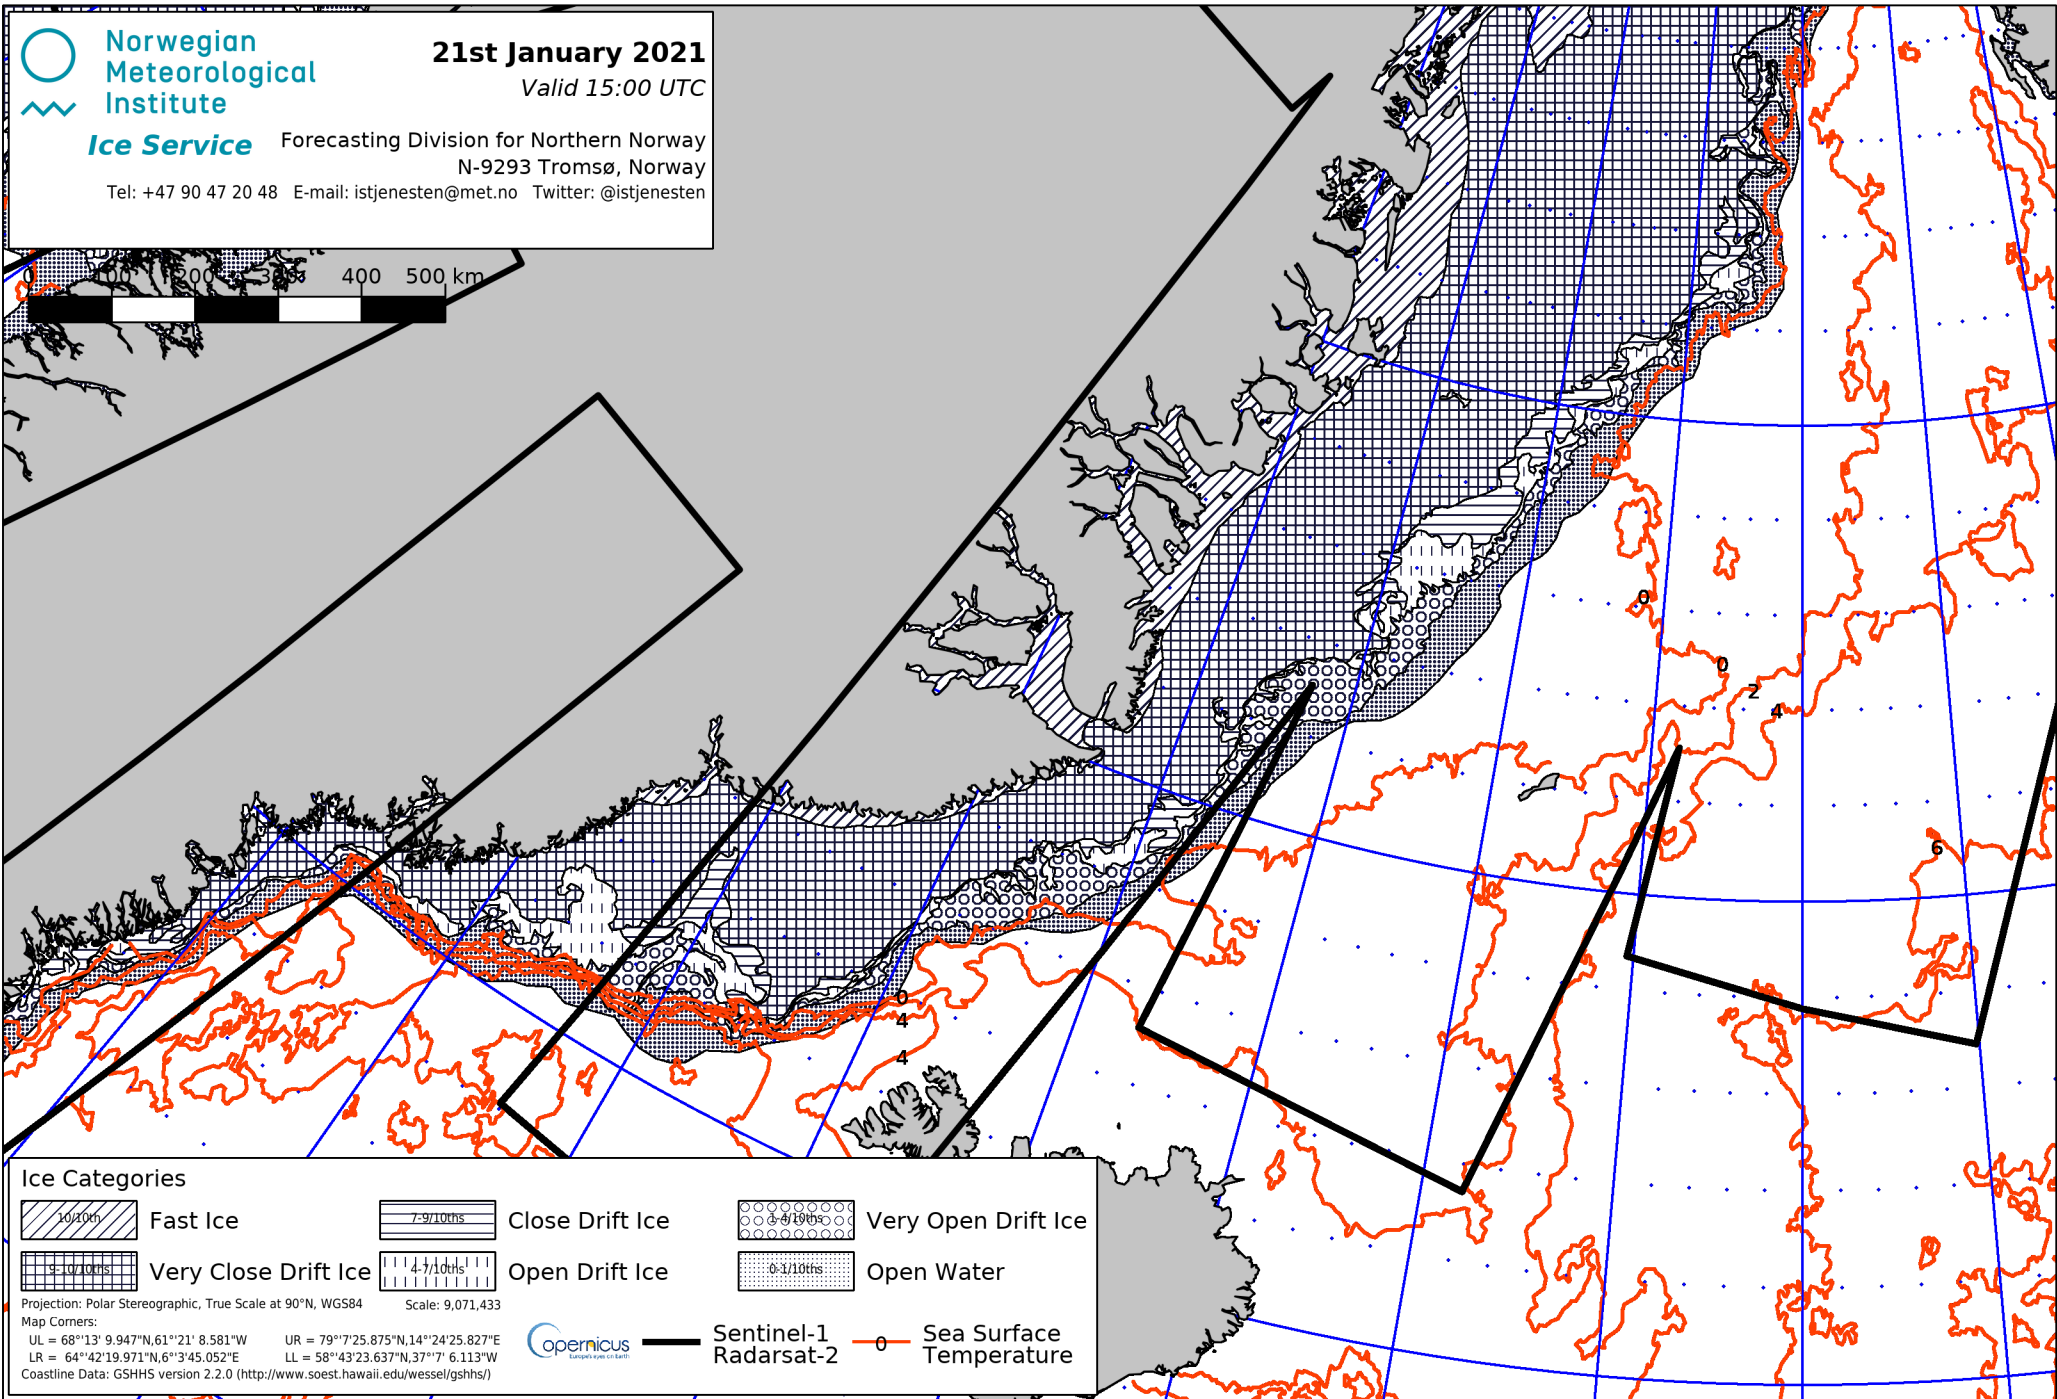 Norwegian
Meteorological
Institute
Ice Service
21st January 2021
Valid 15:00 UTC
Forecasting Division for Northern Norway
N-9293 Tromsø, Norway
Tel: +47 90 47 20 48 E-mail: istjenesten@met.no Twitter: @istjenesten
0 100 200 300 400 500 km
0
0
2
4
6
0
4
4
Ice Categories
10/10th Fast Ice
7-9/10ths Close Drift Ice
1-4/10ths Very Open Drift Ice
9-10/10ths Very Close Drift Ice
4-7/10ths Open Drift Ice
0-1/10ths Open Water
Projection: Polar Stereographic, True Scale at 90°N, WGS84 Scale: 9,071,433
Map Corners:
UL = 68°13' 9.947"N,61°21' 8.581"W UR = 79°7'25.875"N,14°24'25.827"E
LR = 64°42'19.971"N,6°3'45.052"E LL = 58°43'23.637"N,37°7' 6.113"W
Coastline Data: GSHHS version 2.2.0 (http://www.soest.hawaii.edu/wessel/gshhs/)
opernicus
Europe's eyes on Earth
Sentinel-1
Radarsat-2
0
Sea Surface
Temperature